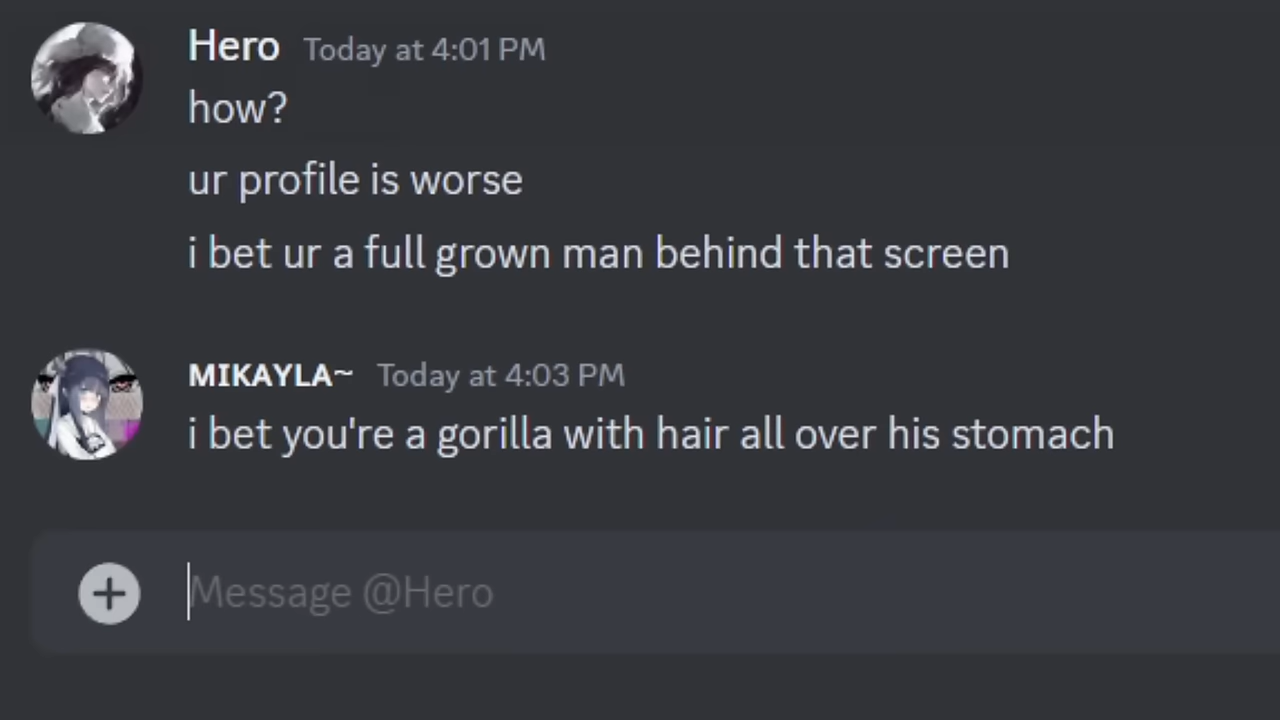 Hero Today at 4:01 PM
how?
ur profile is worse
i bet ur a full grown man behind that screen
MIKAYLA~ Today at 4:03 PM
i bet you're a gorilla with hair all over his stomach
Message @Hero